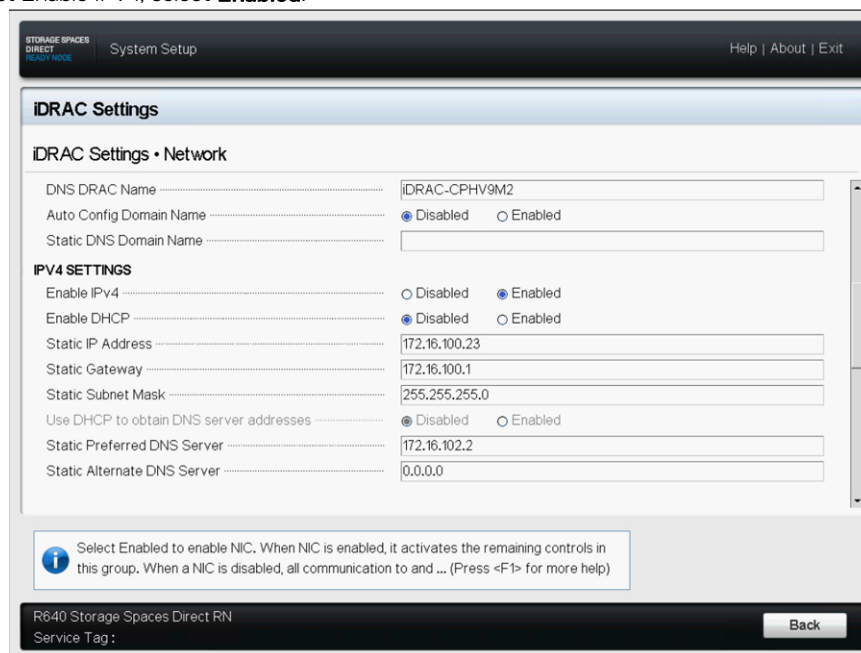 Enable IPv4, select Enabled.
STORAGE SPACES
DIRECT
READY NODE
System Setup
Help | About | Exit
iDRAC Settings
iDRAC Settings • Network
DNS DRAC Name iDRAC-CPHV9M2
Auto Config Domain Name Disabled Enabled
Static DNS Domain Name
IPV4 SETTINGS
Enable IPv4 Disabled Enabled
Enable DHCP Disabled Enabled
Static IP Address 172.16.100.23
Static Gateway 172.16.100.1
Static Subnet Mask 255.255.255.0
Use DHCP to obtain DNS server addresses Disabled Enabled
Static Preferred DNS Server 172.16.102.2
Static Alternate DNS Server 0.0.0.0
Select Enabled to enable NIC. When NIC is enabled, it activates the remaining controls in
this group. When a NIC is disabled, all communication to and ... (Press <F1> for more help)
R640 Storage Spaces Direct RN
Service Tag:
Back